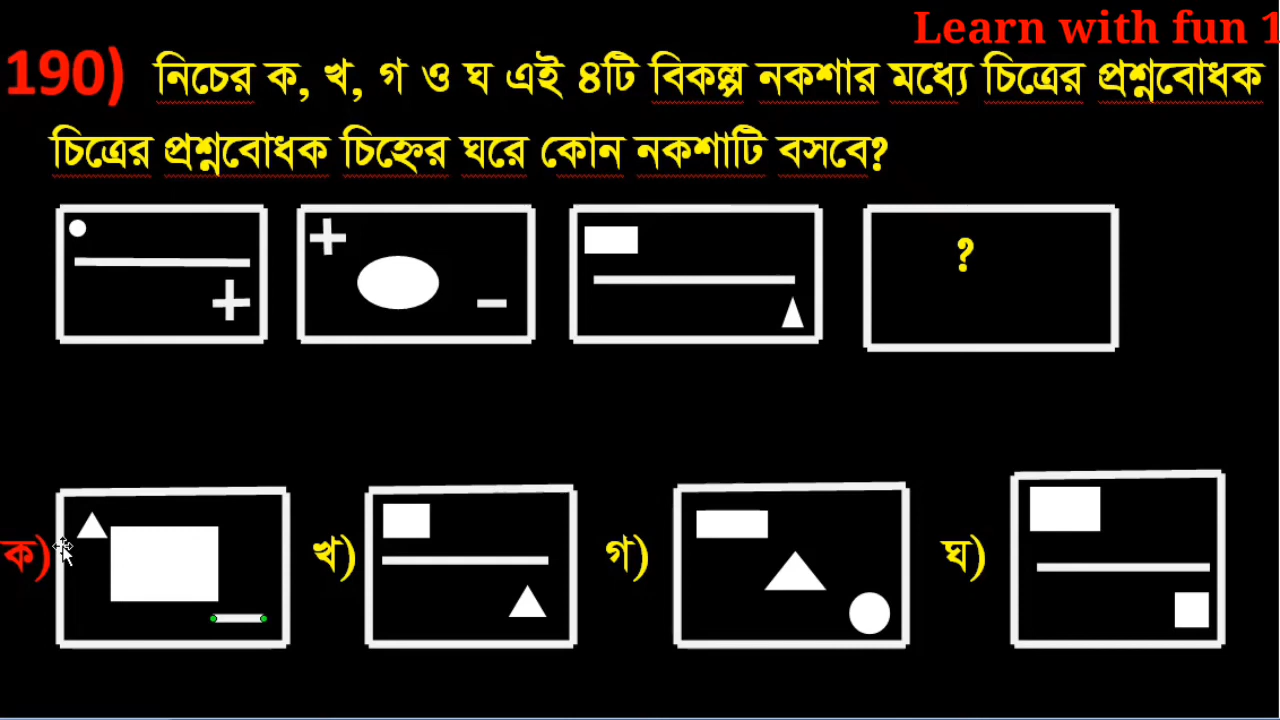 Learn with fun 1
190) নিচের ক, খ, গ ও ঘ এই ৪টি বিকল্প নকশার মধ্যে চিত্রের প্রশ্নবোধক
চিত্রের প্রশ্নবোধক চিহ্নের ঘরে কোন নকশাটি বসবে?
?
ক) খ) গ) ঘ)